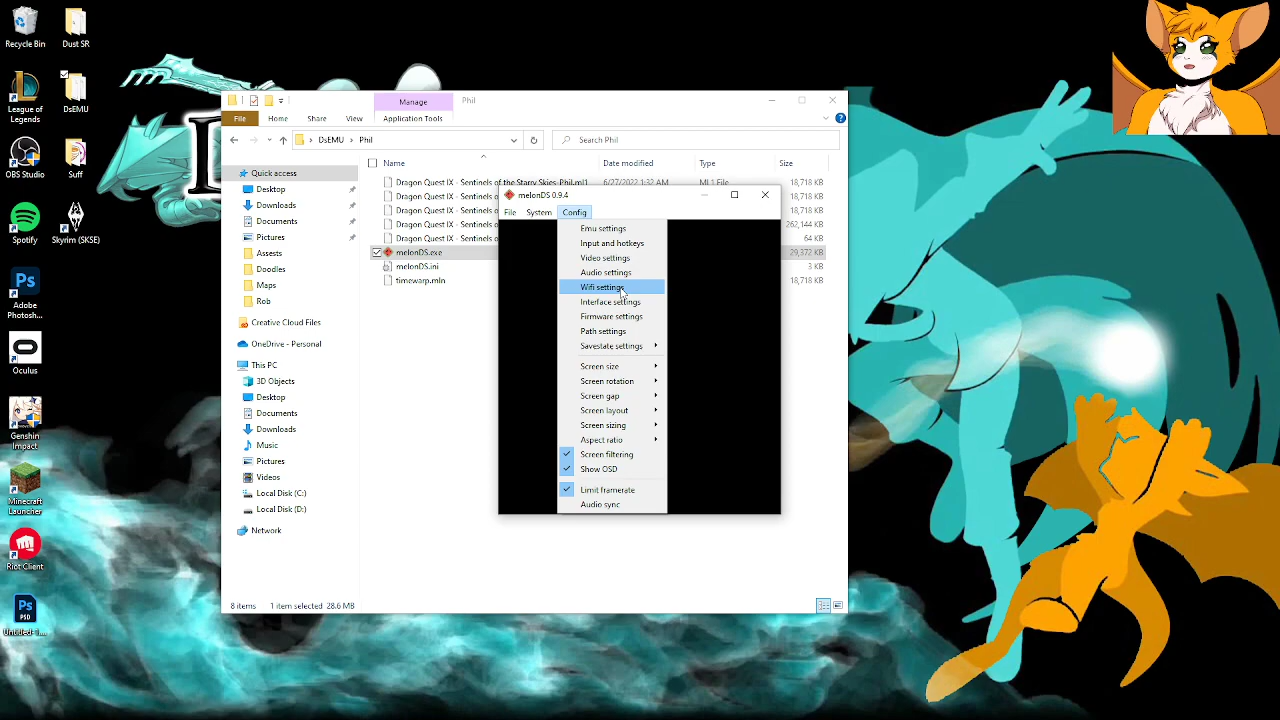 Recycle Bin
Dust SR
League of
Legends
DsEMU
OBS Studio
Suff
Spotify
Skyrim (SKSE)
Adobe
Photosh...
Oculus
Genshin
Impact
Minecraft
Launcher
Riot Client
Untitled-1....
Manage
Phil
File
Home
Share
View
Application Tools
DsEMU
Phil
Search Phil
Name
Date modified
Type
Size
Dragon Quest IX - Sentinels of the Starry Skies-Phil.ml1
6/27/2022 1:32 AM
ML1 File
18,718 KB
Dragon Quest IX - Sentinels o
18,718 KB
Dragon Quest IX - Sentinels o
18,718 KB
Dragon Quest IX - Sentinels o
262,144 KB
Dragon Quest IX - Sentinels o
64 KB
melonDS.exe
29,372 KB
melonDS.ini
3 KB
timewarp.mln
18,718 KB
Quick access
Desktop
Downloads
Documents
Pictures
Assests
Doodles
Maps
Rob
Creative Cloud Files
OneDrive - Personal
This PC
3D Objects
Desktop
Documents
Downloads
Music
Pictures
Videos
Local Disk (C:)
Local Disk (D:)
Network
8 items
1 item selected 28.6 MB
melonDS 0.9.4
File
System
Config
Emu settings
Input and hotkeys
Video settings
Audio settings
Wifi settings
Interface settings
Firmware settings
Path settings
Savestate settings
Screen size
Screen rotation
Screen gap
Screen layout
Screen sizing
Aspect ratio
Screen filtering
Show OSD
Limit framerate
Audio sync